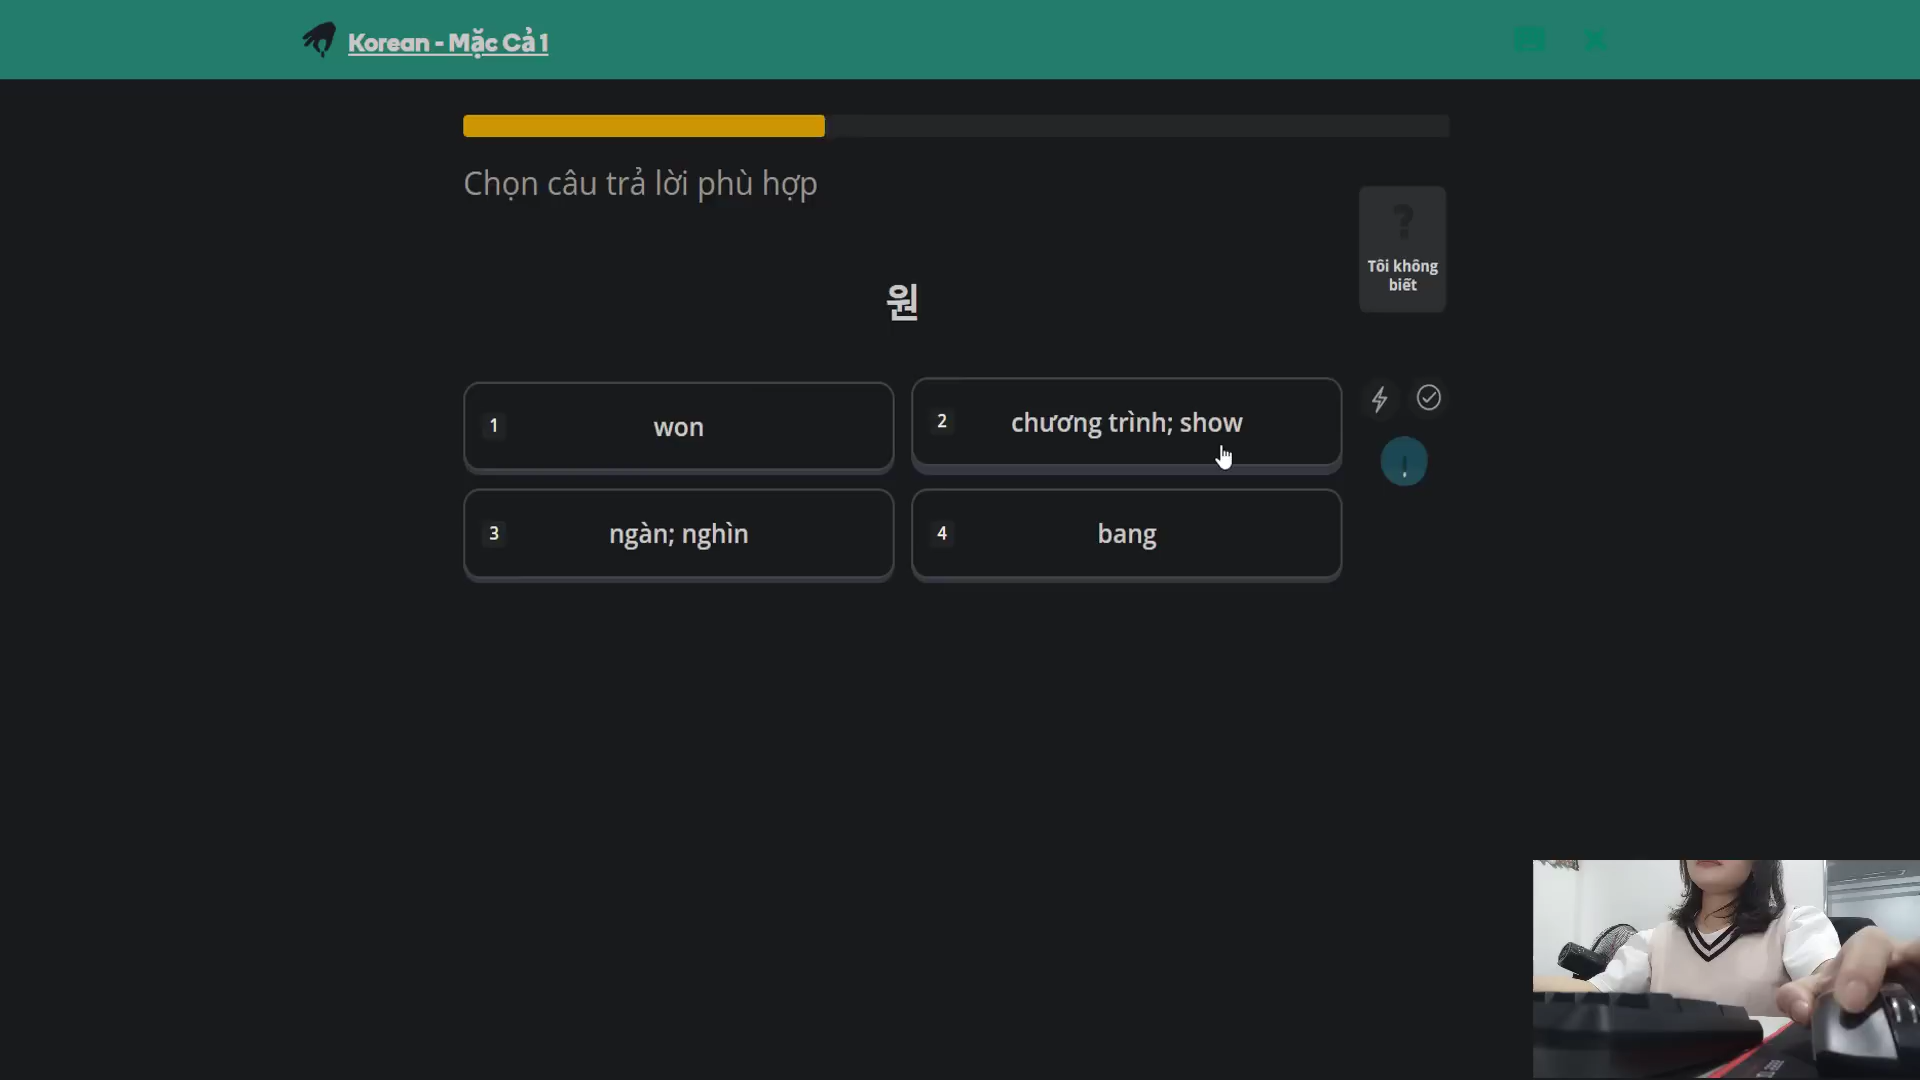 Korean - Mặc Cả 1
Chọn câu trả lời phù hợp
?
Tôi không
biết
원
1 won
2 chương trình; show
3 ngàn; nghìn
4 bang